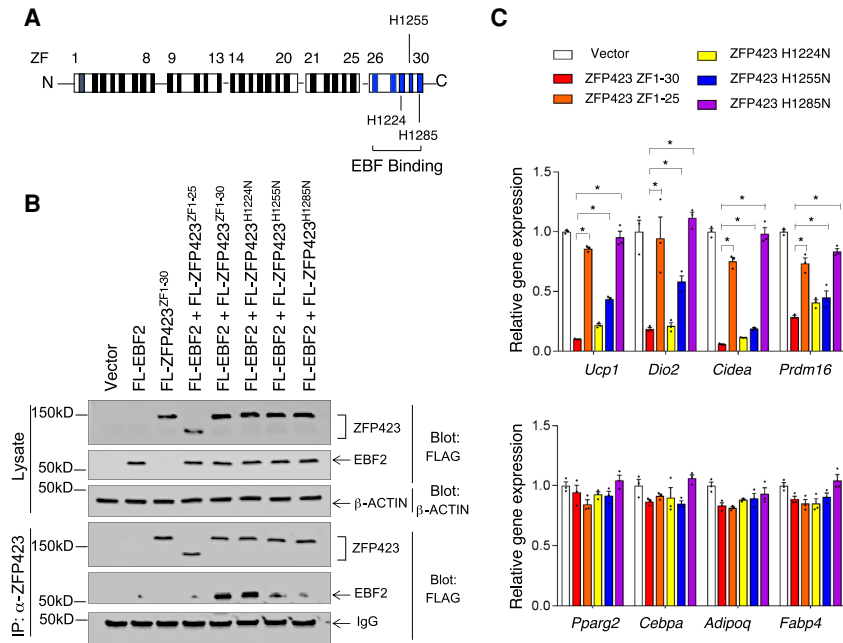 A
H1255
ZF 1 8 9 13 14 20 21 25 26 30
N C
H1224
H1285
EBF Binding
B
Vector
FL-EBF2
FL-ZFP423ZF1-30
FL-EBF2 + FL-ZFP423ZF1-25
FL-EBF2 + FL-ZFP423ZF1-30
FL-EBF2 + FL-ZFP423H1224N
FL-EBF2 + FL-ZFP423H1255N
FL-EBF2 + FL-ZFP423H1285N
Lysate
150kD
ZFP423
50kD
EBF2
Blot:
FLAG
50kD
β-ACTIN
Blot:
β-ACTIN
IP: α-ZFP423
150kD
ZFP423
50kD
EBF2
Blot:
FLAG
50kD
IgG
C
Vector
ZFP423 ZF1-30
ZFP423 ZF1-25
ZFP423 H1224N
ZFP423 H1255N
ZFP423 H1285N
Relative gene expression
1.5
1.0
0.5
0.0
* * *
* * *
* * *
* * *
Ucp1 Dio2 Cidea Prdm16
Relative gene expression
1.5
1.0
0.5
0.0
Pparg2 Cebpa Adipoq Fabp4